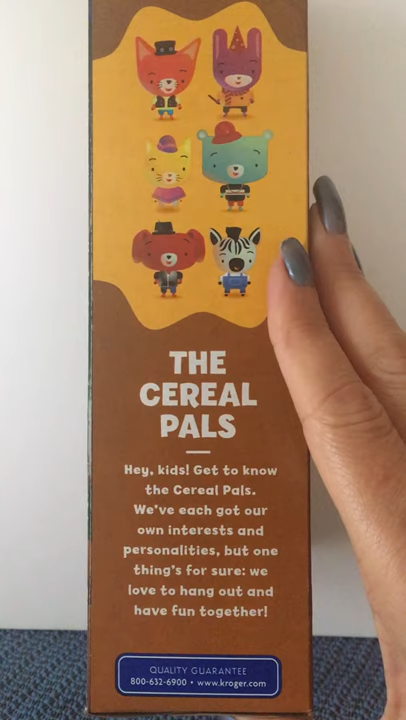 THE
CEREAL
PALS
Hey, kids! Get to know
the Cereal Pals.
We've each got our
own interests and
personalities, but one
thing's for sure: we
love to hang out and
have fun together!
QUALITY GUARANTEE
800-632-6900 • www.kroger.com